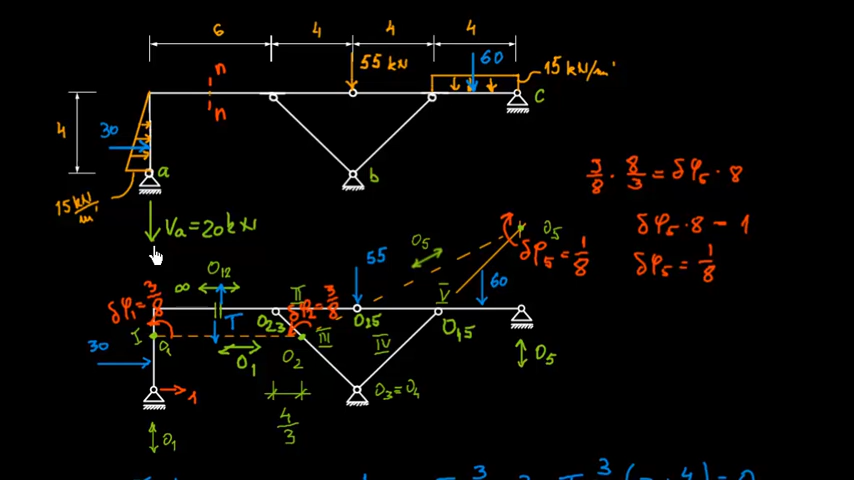 6
4
4
4
n
55 kN
60
15 kN/m'
4
30
n
c
a
b
15 kN/m'
Va = 20 kN
3/8 · 8/3 = δφ5 · 8
δφ5 · 8 = 1
δφ5 = 1/8
O5
O5
δφ5 = 1/8
55
60
O12
∞
δφ1 = 3/8
II
δφ2 = 3/8
V
T
O23
O25
O15
I
O1
III
IV
30
O1
O2
O5
1
O3 = O4
4/3
O1